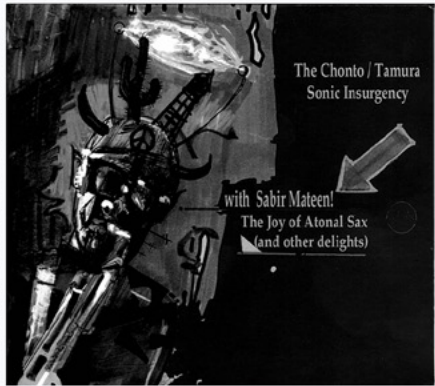 The Chonto / Tamura
Sonic Insurgency
with Sabir Mateen!
The Joy of Atonal Sax
(and other delights)